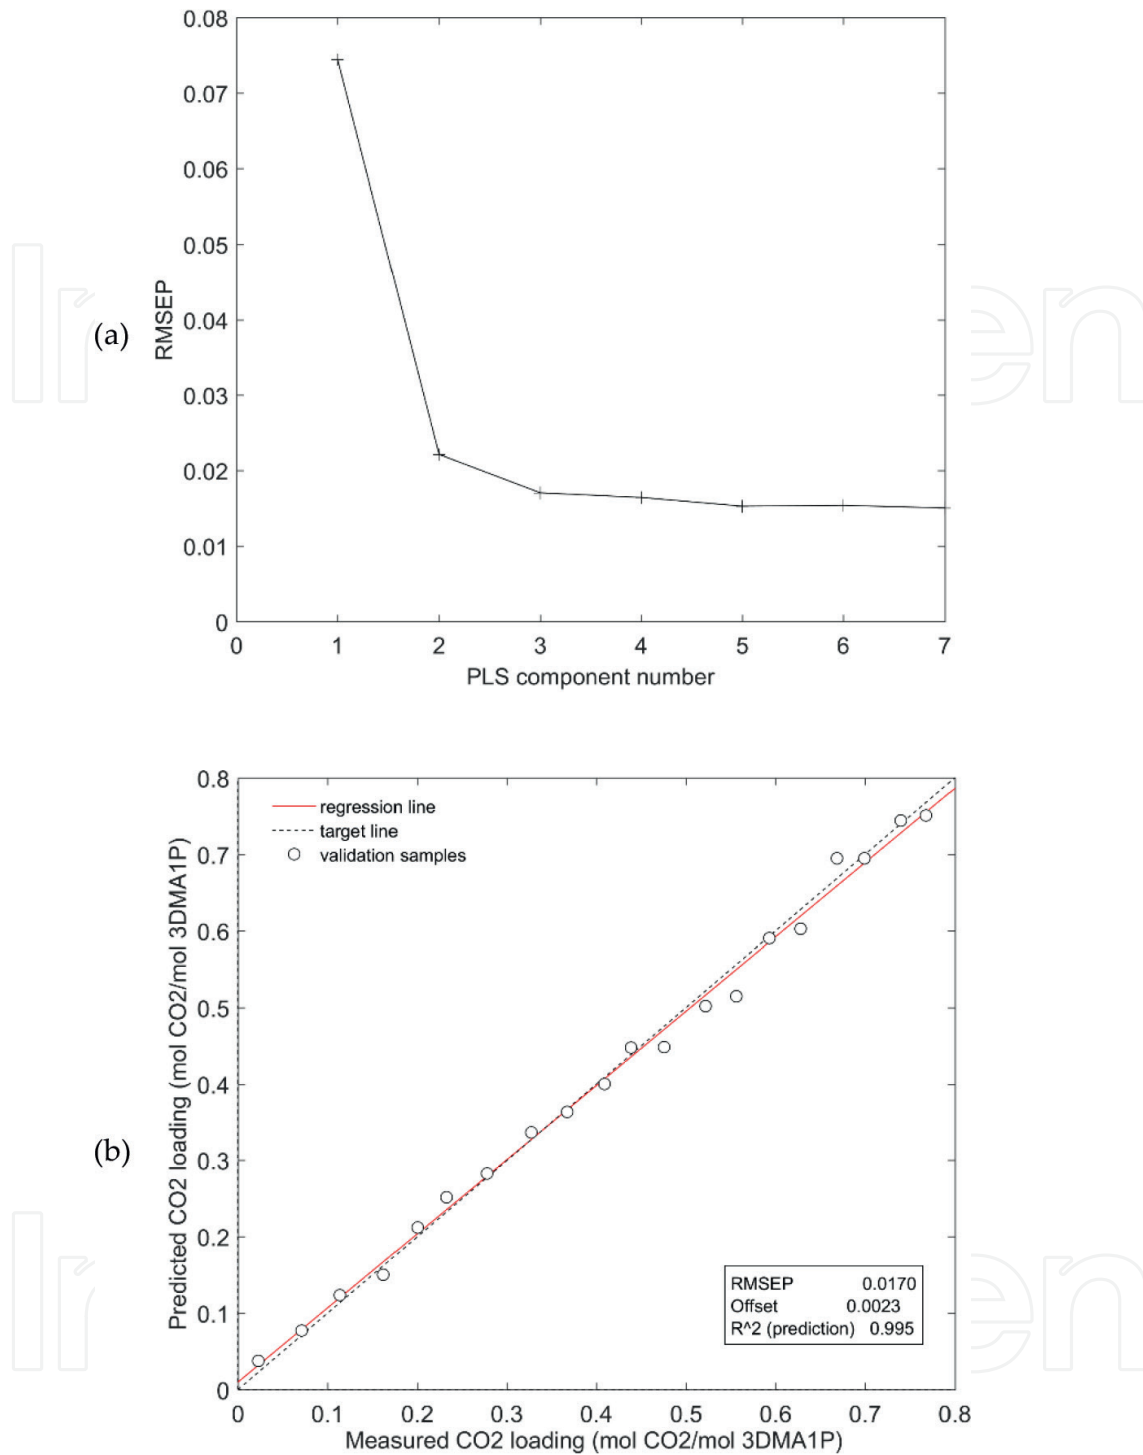 0.08
0.07
0.06
0.05
0.04
0.03
0.02
0.01
0
RMSEP
(a)
0 1 2 3 4 5 6 7
PLS component number
0.8
0.7
0.6
0.5
0.4
0.3
0.2
0.1
0
Predicted CO2 loading (mol CO2/mol 3DMA1P)
(b)
regression line
target line
validation samples
RMSEP 0.0170
Offset 0.0023
R^2 (prediction) 0.995
0 0.1 0.2 0.3 0.4 0.5 0.6 0.7 0.8
Measured CO2 loading (mol CO2/mol 3DMA1P)